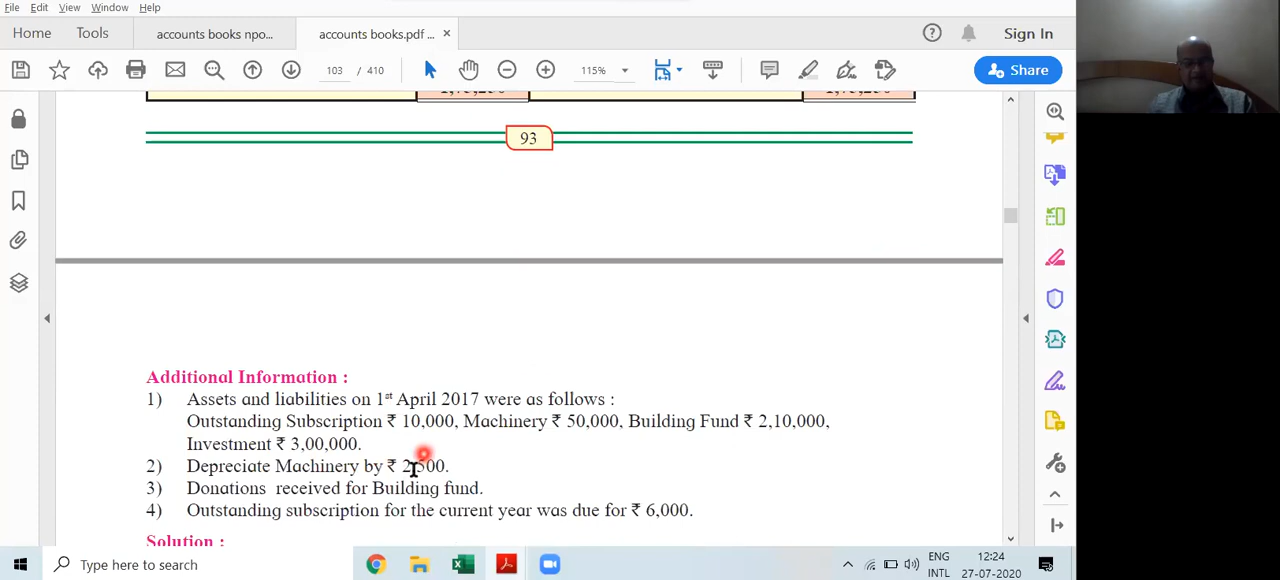 File Edit View Window Help
Home Tools accounts books npo... accounts books.pdf ... × Sign In
103 / 410 115% Share
93
Additional Information :
1) Assets and liabilities on 1st April 2017 were as follows :
Outstanding Subscription ₹ 10,000, Machinery ₹ 50,000, Building Fund ₹ 2,10,000,
Investment ₹ 3,00,000.
2) Depreciate Machinery by ₹ 2,500.
3) Donations received for Building fund.
4) Outstanding subscription for the current year was due for ₹ 6,000.
Solution :
Type here to search
ENG 12:24
INTL 27-07-2020